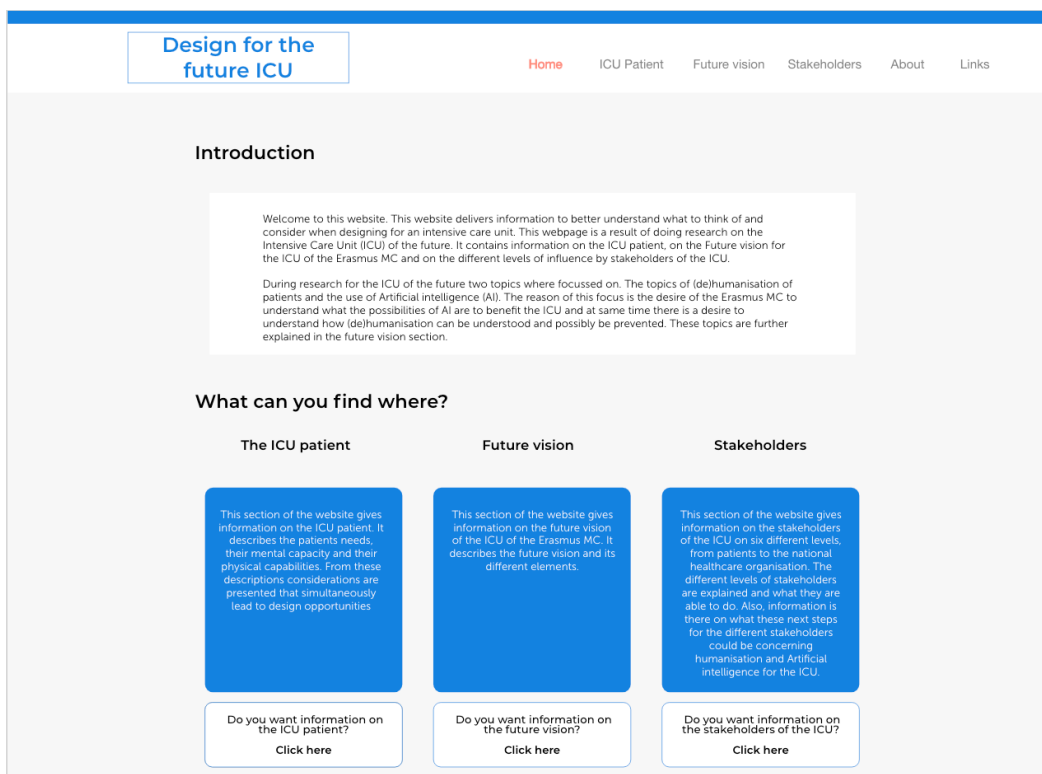 Design for the
future ICU
Home ICU Patient Future vision Stakeholders About Links
Introduction
Welcome to this website. This website delivers information to better understand what to think of and
consider when designing for an intensive care unit. This webpage is a result of doing research on the
Intensive Care Unit (ICU) of the future. It contains information on the ICU patient, on the Future vision for
the ICU of the Erasmus MC and on the different levels of influence by stakeholders of the ICU.
During research for the ICU of the future two topics where focussed on. The topics of (de)humanisation of
patients and the use of Artificial intelligence (AI). The reason of this focus is the desire of the Erasmus MC to
understand what the possibilities of AI are to benefit the ICU and at same time there is a desire to
understand how (de)humanisation can be understood and possibly be prevented. These topics are further
explained in the future vision section.
What can you find where?
The ICU patient
This section of the website gives
information on the ICU patient. It
describes the patients needs,
their mental capacity and their
physical capabilities. From these
descriptions considerations are
presented that simultaneously
lead to design opportunities
Do you want information on
the ICU patient?
Click here
Future vision
This section of the website gives
information on the future vision
of the ICU of the Erasmus MC. It
describes the future vision and its
different elements.
Do you want information on
the future vision?
Click here
Stakeholders
This section of the website gives
information on the stakeholders
of the ICU on six different levels,
from patients to the national
healthcare organisation. The
different levels of stakeholders
are explained and what they are
able to do. Also, information is
there on what these next steps
for the different stakeholders
could be concerning
humanisation and Artificial
intelligence for the ICU.
Do you want information on
the stakeholders of the ICU?
Click here